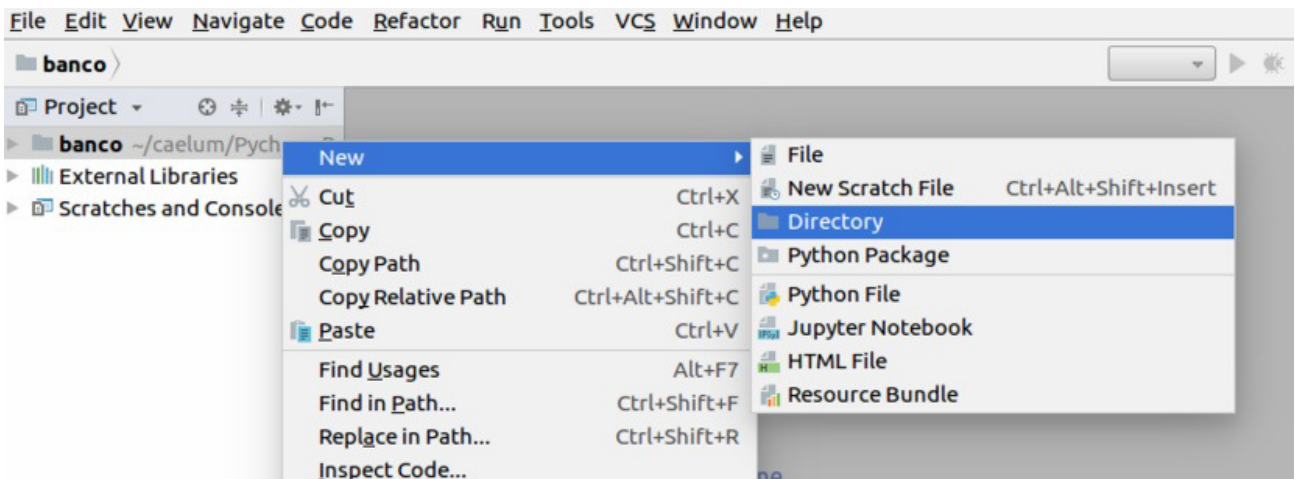 File Edit View Navigate Code Refactor Run Tools VCS Window Help
banco
Project
banco ~/caelum/Pych
External Libraries
Scratches and Console
New
Cut Ctrl+X
Copy Ctrl+C
Copy Path Ctrl+Shift+C
Copy Relative Path Ctrl+Alt+Shift+C
Paste Ctrl+V
Find Usages Alt+F7
Find in Path... Ctrl+Shift+F
Replace in Path... Ctrl+Shift+R
Inspect Code...
File
New Scratch File Ctrl+Alt+Shift+Insert
Directory
Python Package
Python File
Jupyter Notebook
HTML File
Resource Bundle